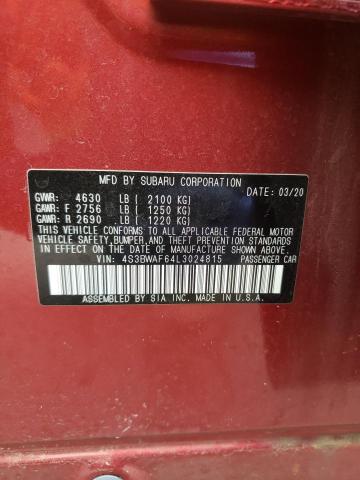 MFD BY SUBARU CORPORATION
DATE: 03/20
GVWR: 4630 LB ( 2100 KG)
GAWR: F 2756 LB ( 1250 KG)
GAWR: R 2690 LB ( 1220 KG)
THIS VEHICLE CONFORMS TO ALL APPLICABLE FEDERAL MOTOR
VEHICLE SAFETY, BUMPER, AND THEFT PREVENTION STANDARDS
IN EFFECT ON THE DATE OF MANUFACTURE SHOWN ABOVE.
VIN: 4S3BWAF64L3024815 PASSENGER CAR
ASSEMBLED BY SIA INC. MADE IN U.S.A.